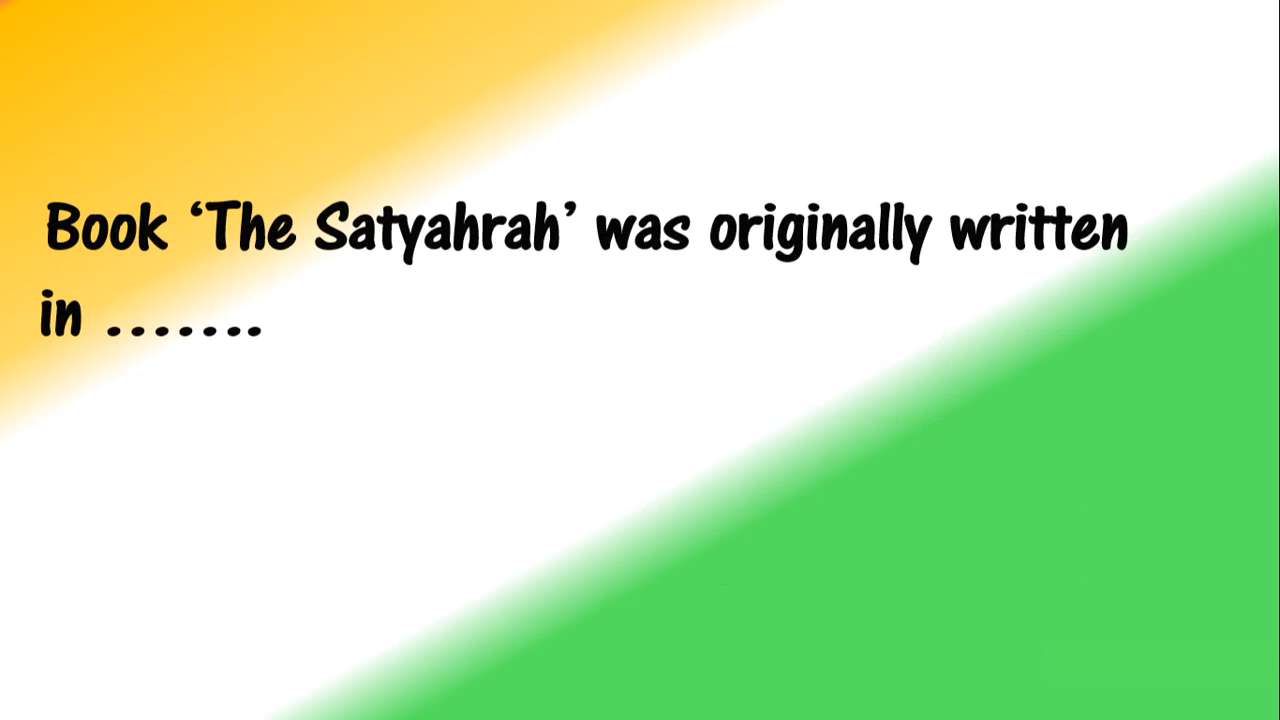 Book ‘The Satyahrah’ was originally written
in .......